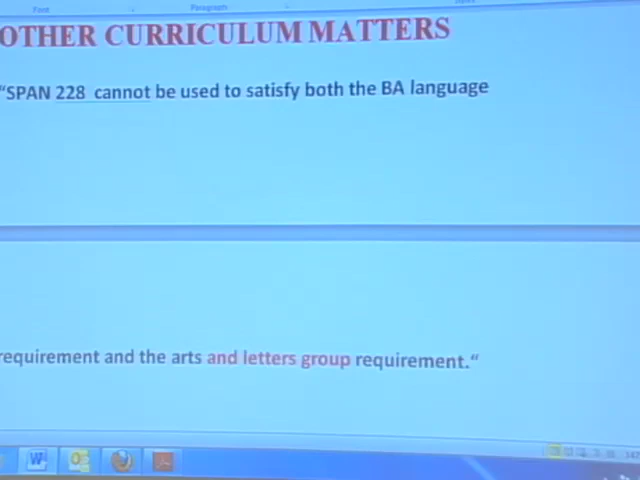 Font
Paragraph
OTHER CURRICULUM MATTERS
"SPAN 228 cannot be used to satisfy both the BA language
requirement and the arts and letters group requirement."